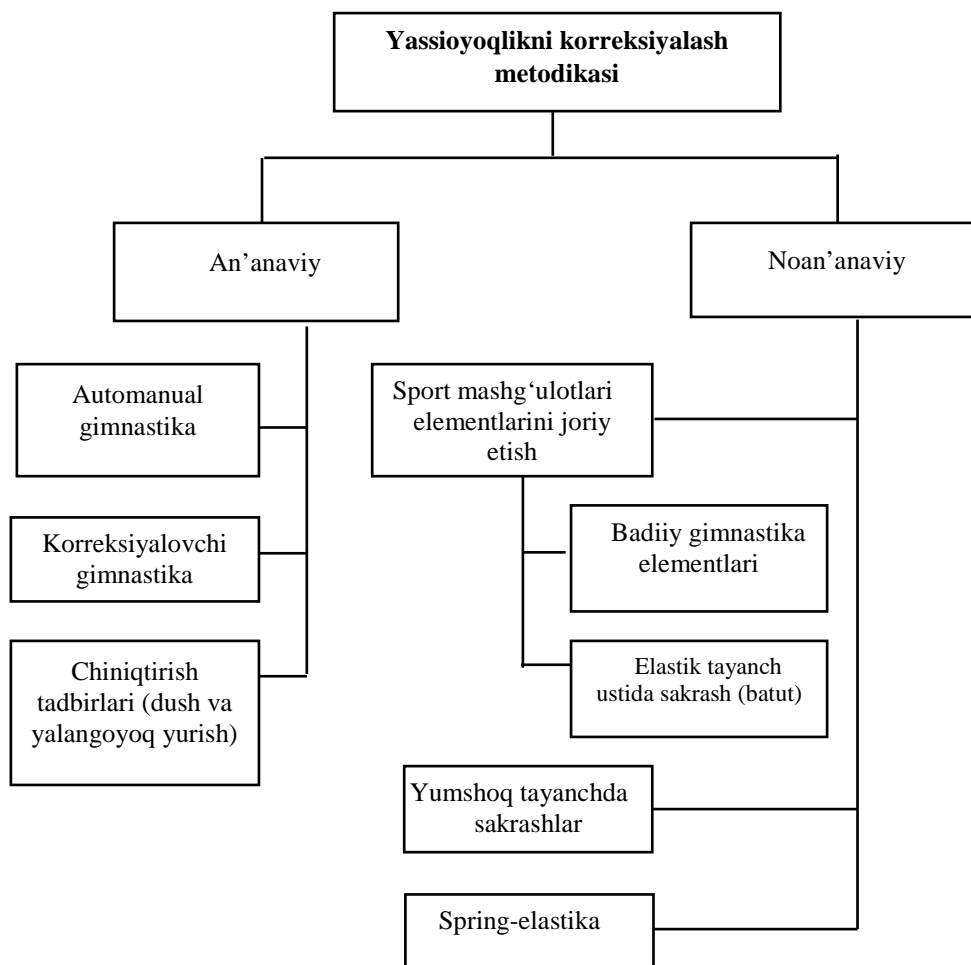 Yassioyoqlikni korreksiyalash
metodikasi
An’anaviy
Noan’anaviy
Automanual
gimnastika
Korreksiyalovchi
gimnastika
Chiniqtirish
tadbirlari (dush va
yalangoyoq yurish)
Sport mashg‘ulotlari
elementlarini joriy
etish
Badiiy gimnastika
elementlari
Elastik tayanch
ustida sakrash (batut)
Yumshoq tayanchda
sakrashlar
Spring-elastika